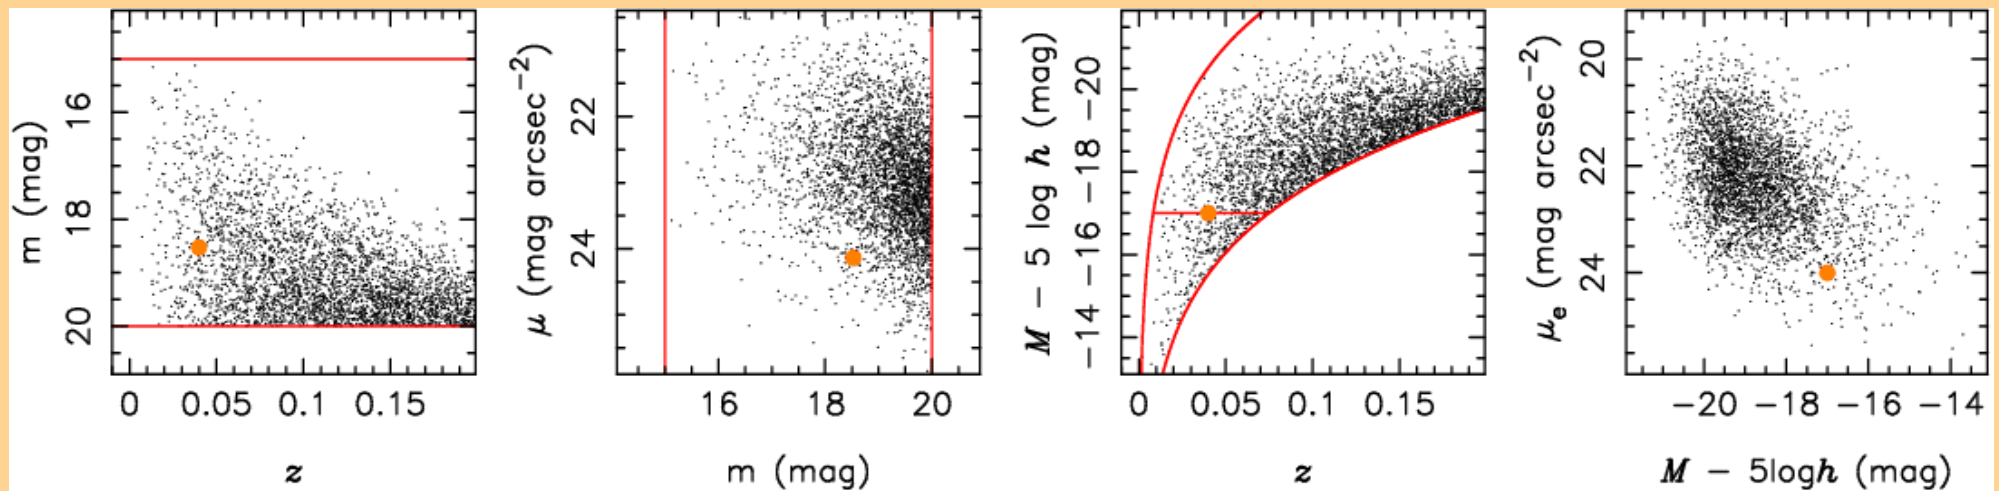 m (mag)
16
18
20
0 0.05 0.1 0.15
z
μ (mag arcsec⁻²)
22
24
16 18 20
m (mag)
M − 5 log h (mag)
−20
−18
−16
−14
0 0.05 0.1 0.15
z
μₑ (mag arcsec⁻²)
20
22
24
−20 −18 −16 −14
M − 5logh (mag)